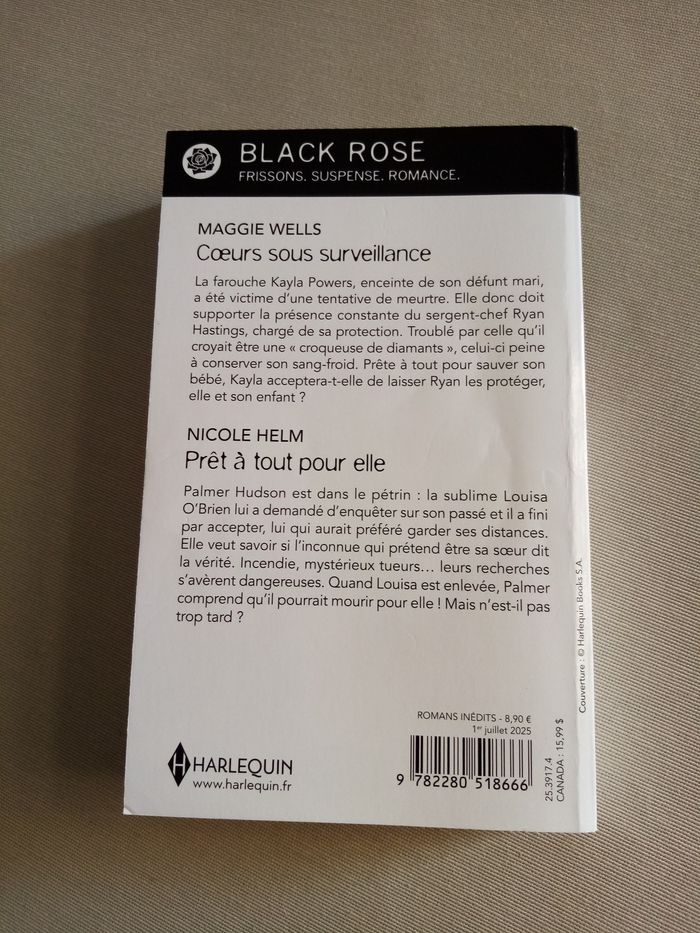 BLACK ROSE
FRISSONS. SUSPENSE. ROMANCE.
MAGGIE WELLS
Cœurs sous surveillance
La farouche Kayla Powers, enceinte de son défunt mari,
a été victime d'une tentative de meurtre. Elle donc doit
supporter la présence constante du sergent-chef Ryan
Hastings, chargé de sa protection. Troublé par celle qu'il
croyait être une « croqueuse de diamants », celui-ci peine
à conserver son sang-froid. Prête à tout pour sauver son
bébé, Kayla acceptera-t-elle de laisser Ryan les protéger,
elle et son enfant ?
NICOLE HELM
Prêt à tout pour elle
Palmer Hudson est dans le pétrin : la sublime Louisa
O'Brien lui a demandé d'enquêter sur son passé et il a fini
par accepter, lui qui aurait préféré garder ses distances.
Elle veut savoir si l'inconnue qui prétend être sa sœur dit
la vérité. Incendie, mystérieux tueurs… leurs recherches
s'avèrent dangereuses. Quand Louisa est enlevée, Palmer
comprend qu'il pourrait mourir pour elle ! Mais n'est-il pas
trop tard ?
Couverture : © Harlequin Books S.A.
ROMANS INÉDITS - 8,90 €
1er juillet 2025
H HARLEQUIN
www.harlequin.fr
9 782280 518666
25.3917.4
CANADA : 15,99 $